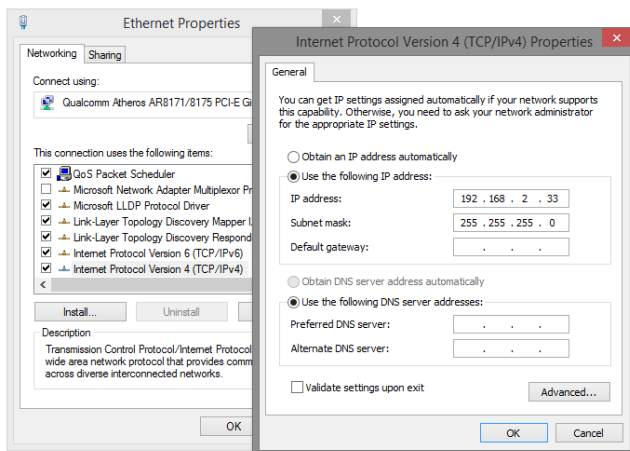 Ethernet Properties
Networking
Sharing
Connect using:
Qualcomm Atheros AR8171/8175 PCI-E Gi
This connection uses the following items:
QoS Packet Scheduler
Microsoft Network Adapter Multiplexor Pr
Microsoft LLDP Protocol Driver
Link-Layer Topology Discovery Mapper I
Link-Layer Topology Discovery Respond
Internet Protocol Version 6 (TCP/IPv6)
Internet Protocol Version 4 (TCP/IPv4)
Install...
Uninstall
Description
Transmission Control Protocol/Internet Protocol
wide area network protocol that provides comm
across diverse interconnected networks.
OK
Internet Protocol Version 4 (TCP/IPv4) Properties
General
You can get IP settings assigned automatically if your network supports
this capability. Otherwise, you need to ask your network administrator
for the appropriate IP settings.
Obtain an IP address automatically
Use the following IP address:
IP address:
192 . 168 . 2 . 33
Subnet mask:
255 . 255 . 255 . 0
Default gateway:
. . .
Obtain DNS server address automatically
Use the following DNS server addresses:
Preferred DNS server:
. . .
Alternate DNS server:
. . .
Validate settings upon exit
Advanced...
OK
Cancel